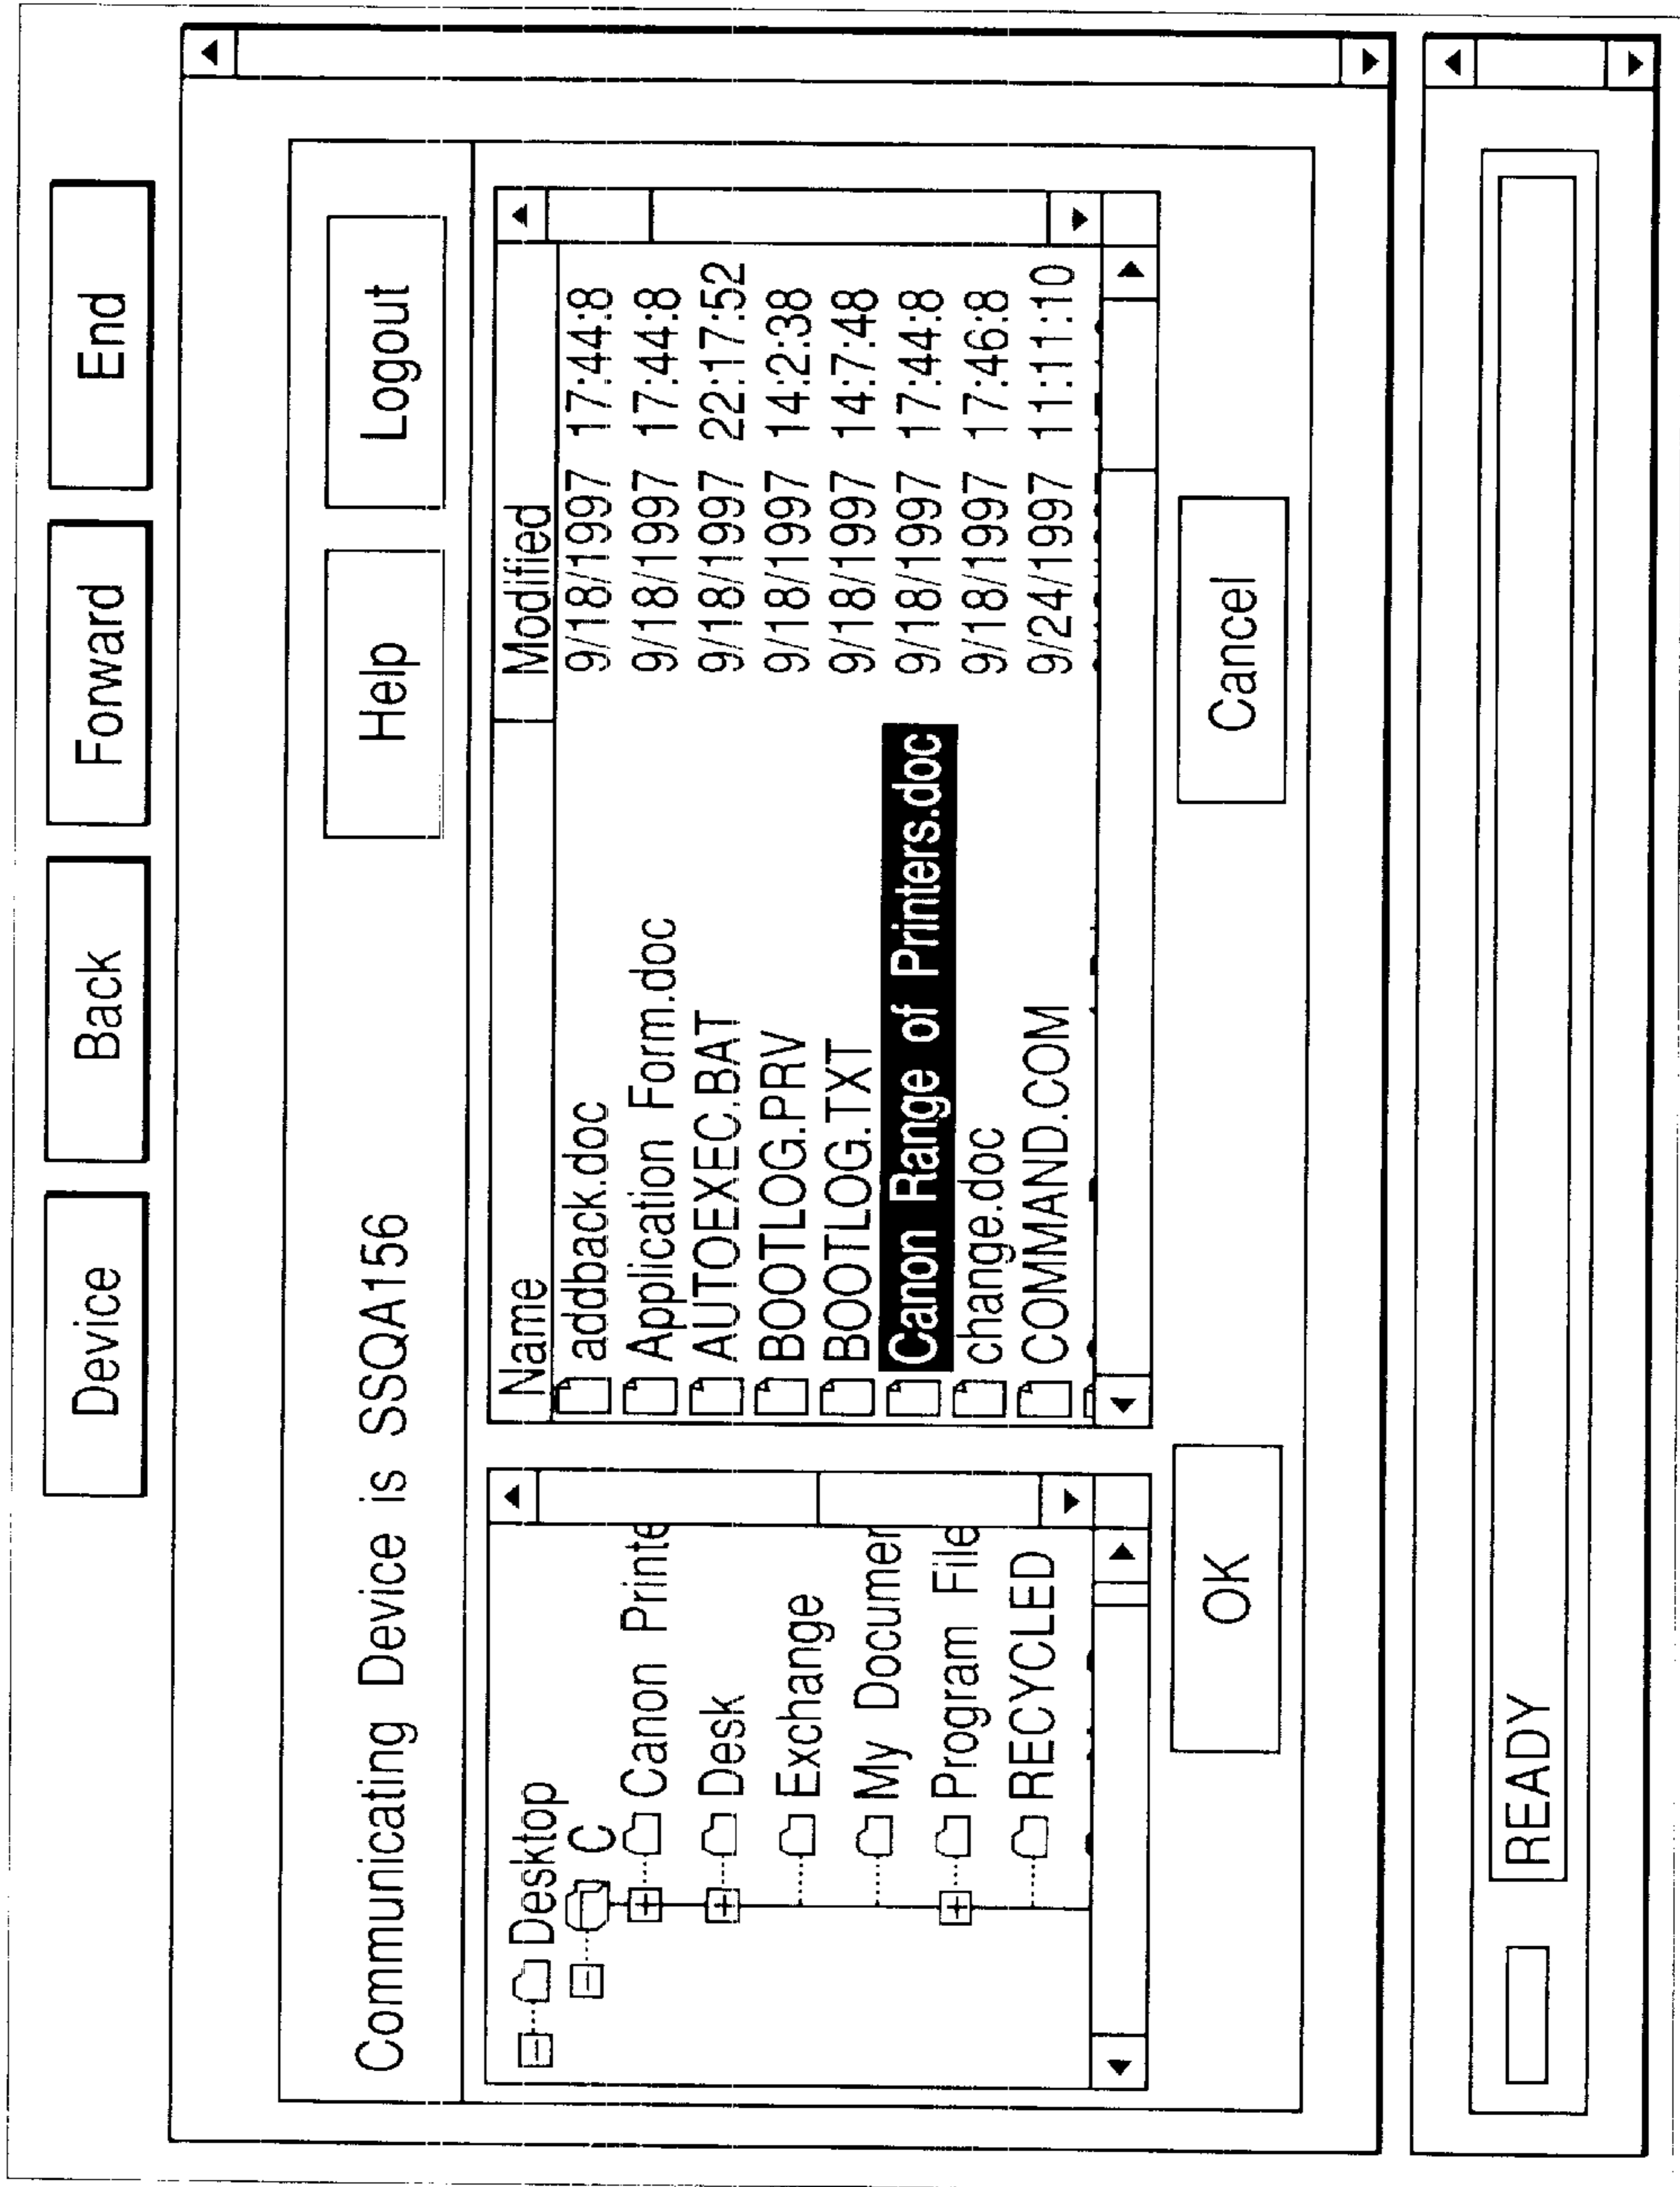 Device Back Forward End
Communicating Device is SSQA156 Help Logout
Desktop
C
Canon Printe
Desk
Exchange
My Documen
Program File
RECYCLED
Name Modified
addback.doc 9/18/1997 17:44:8
Application Form.doc 9/18/1997 17:44:8
AUTOEXEC.BAT 9/18/1997 22:17:52
BOOTLOG.PRV 9/18/1997 14:2:38
BOOTLOG.TXT 9/18/1997 14:7:48
Canon Range of Printers.doc 9/18/1997 17:44:8
change.doc 9/18/1997 17:46:8
COMMAND.COM 9/24/1997 11:11:10
OK Cancel
READY